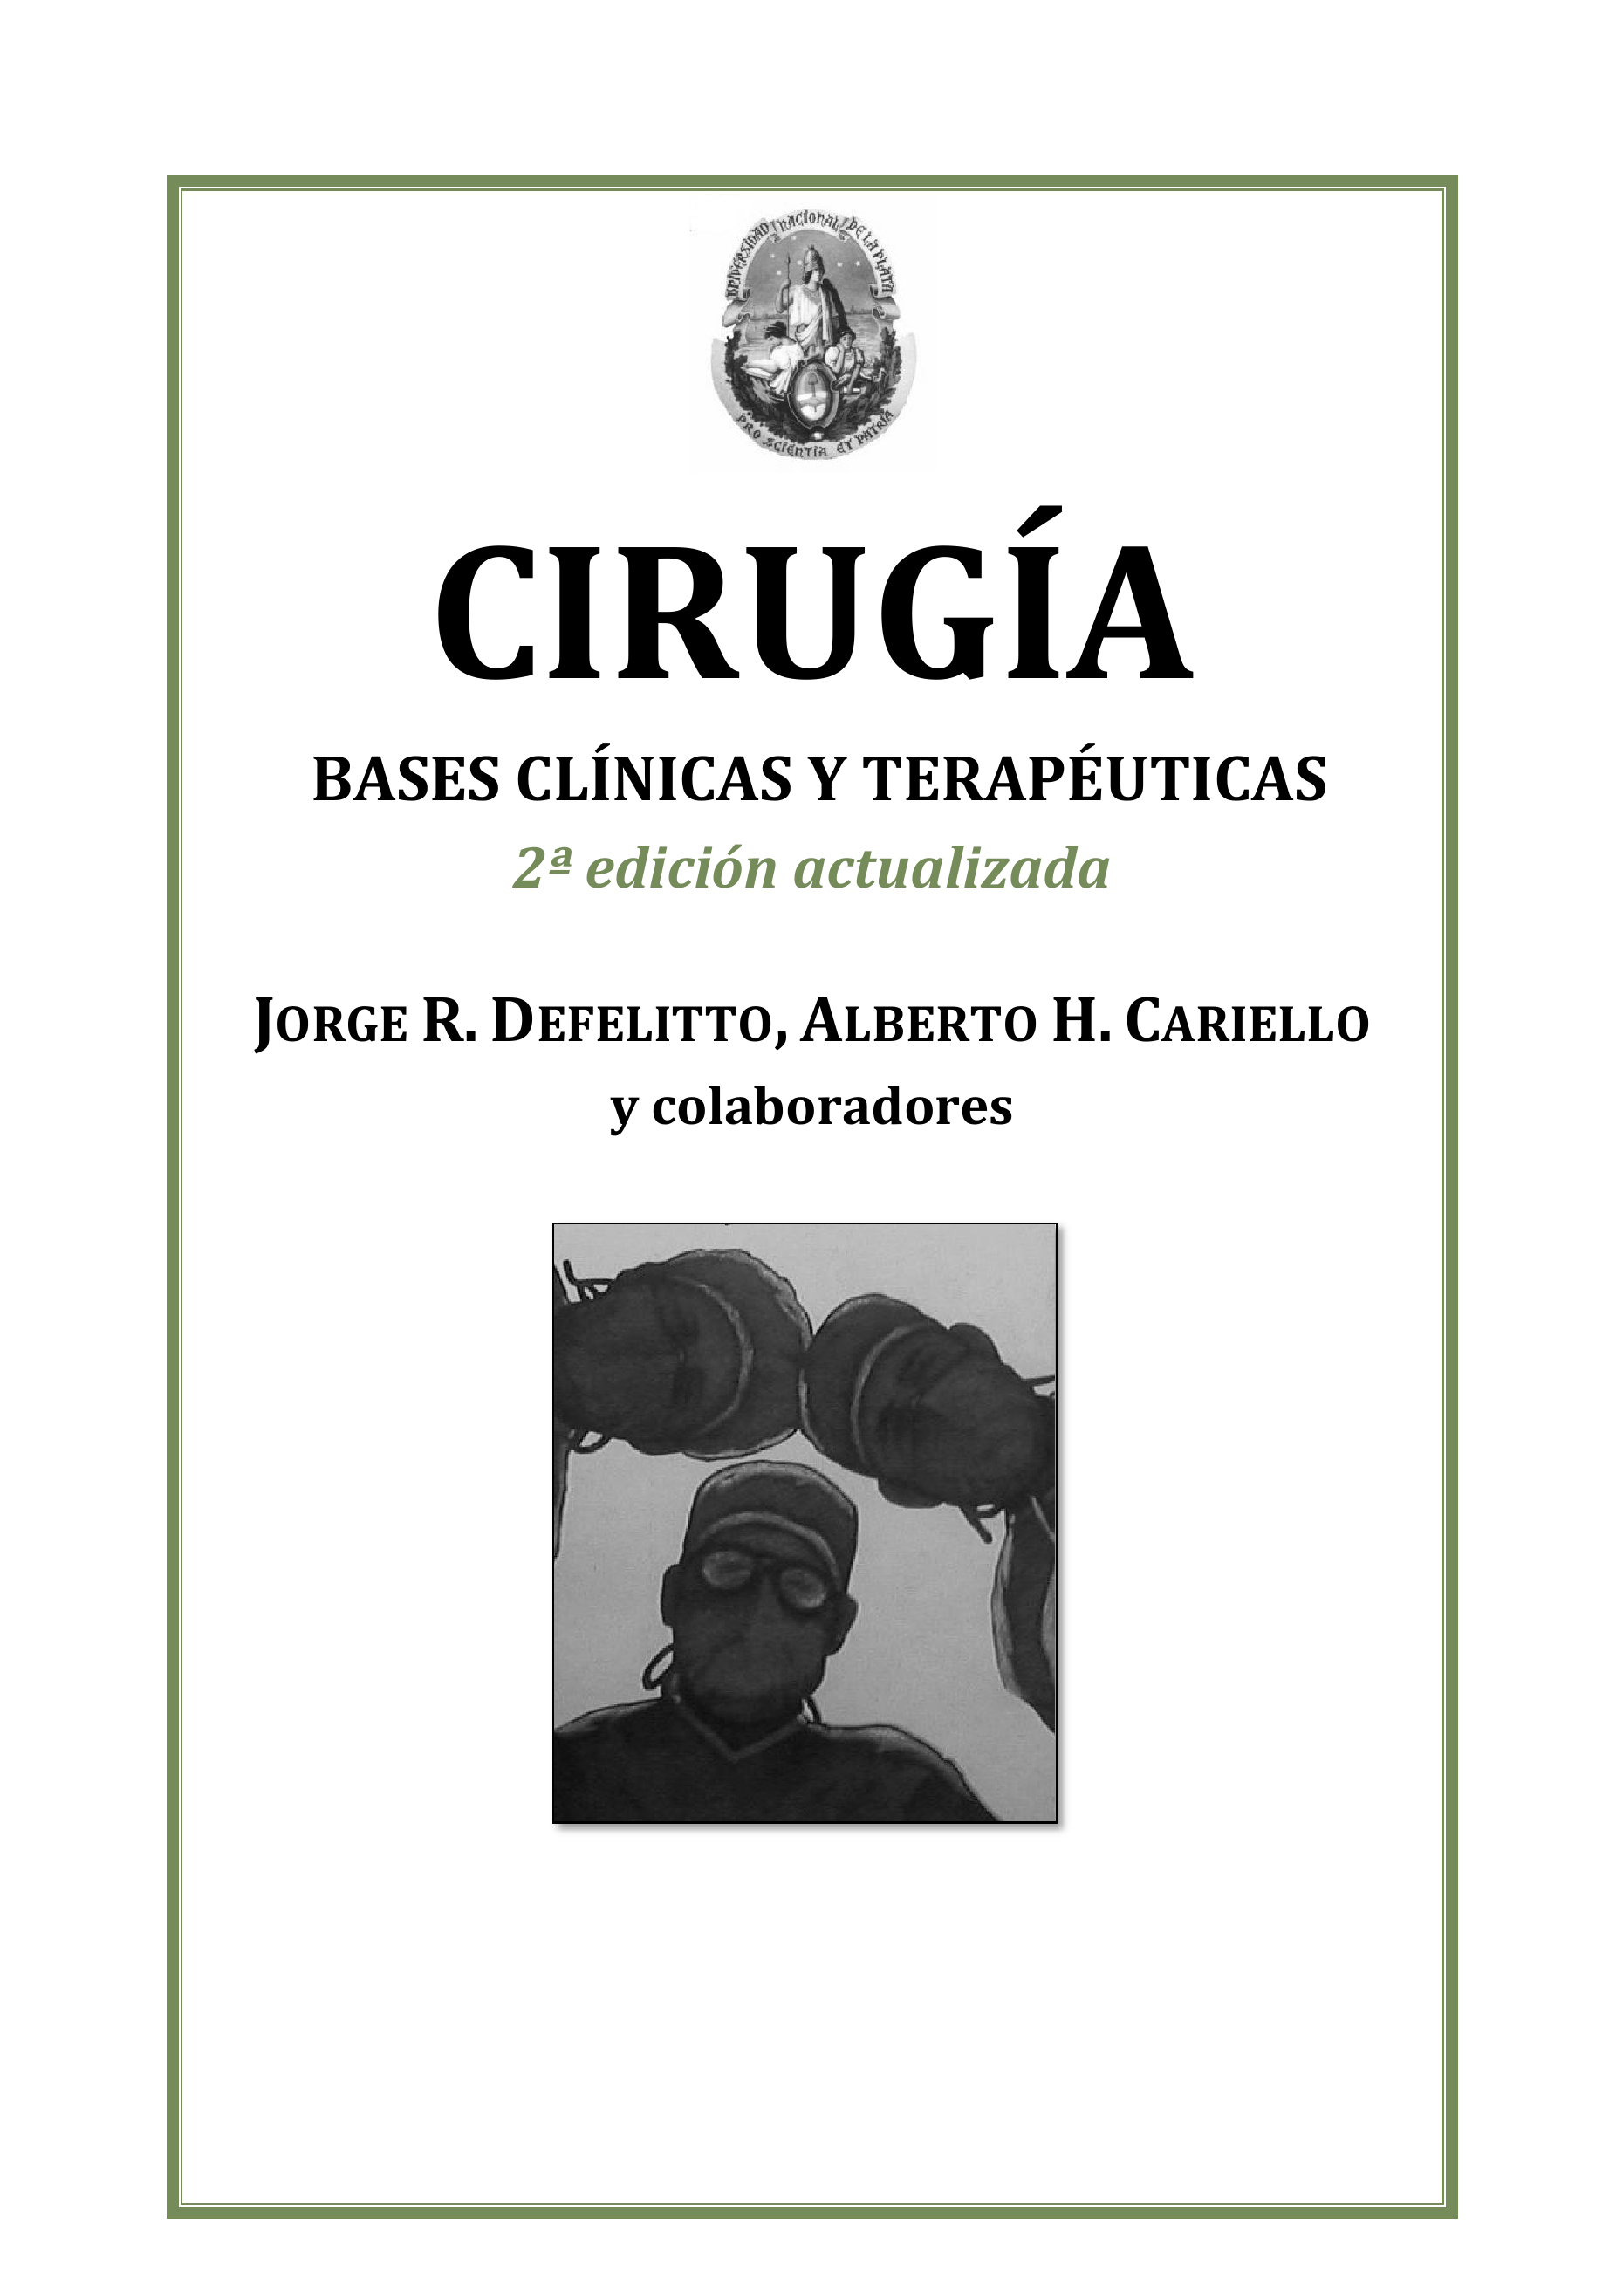 UNIVERSIDAD NACIONAL DE LA PLATA
PRO SCIENTIA ET PATRIA
CIRUGÍA
BASES CLÍNICAS Y TERAPÉUTICAS
2ª edición actualizada
JORGE R. DEFELITTO, ALBERTO H. CARIELLO
y colaboradores